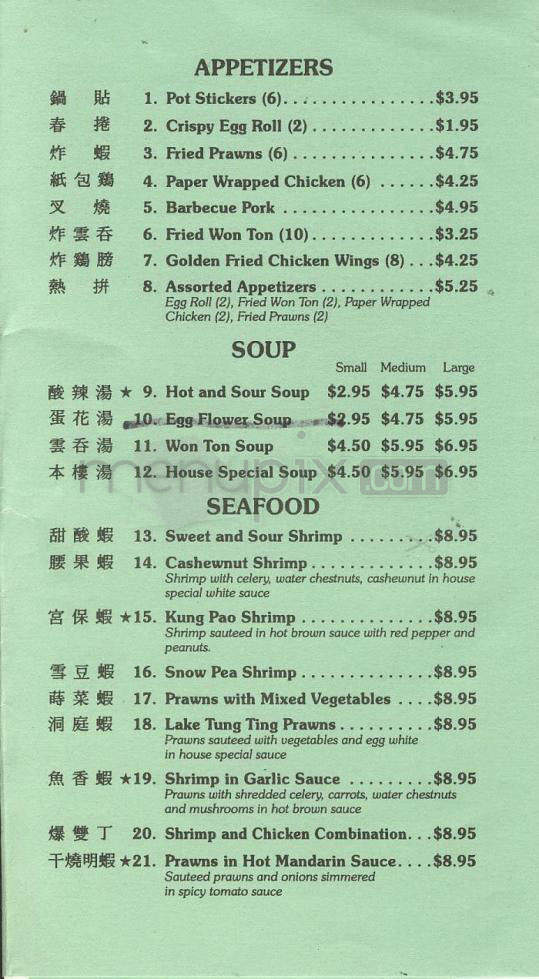 APPETIZERS
鍋貼 1. Pot Stickers (6)................$3.95
春捲 2. Crispy Egg Roll (2).............$1.95
炸蝦 3. Fried Prawns (6)...............$4.75
紙包鷄 4. Paper Wrapped Chicken (6)......$4.25
叉燒 5. Barbecue Pork................$4.95
炸雲吞 6. Fried Won Ton (10).............$3.25
炸鷄膀 7. Golden Fried Chicken Wings (8)...$4.25
熱拼 8. Assorted Appetizers............$5.25
Egg Roll (2), Fried Won Ton (2), Paper Wrapped
Chicken (2), Fried Prawns (2)
SOUP
Small Medium Large
酸辣湯 ★ 9. Hot and Sour Soup $2.95 $4.75 $5.95
蛋花湯 10. Egg Flower Soup $2.95 $4.75 $5.95
雲吞湯 11. Won Ton Soup $4.50 $5.95 $6.95
本樓湯 12. House Special Soup $4.50 $5.95 $6.95
menupix.com
SEAFOOD
甜酸蝦 13. Sweet and Sour Shrimp.........$8.95
腰果蝦 14. Cashewnut Shrimp.............$8.95
Shrimp with celery, water chestnuts, cashewnut in house
special white sauce
宮保蝦 ★15. Kung Pao Shrimp..............$8.95
Shrimp sauteed in hot brown sauce with red pepper and
peanuts.
雪豆蝦 16. Snow Pea Shrimp..............$8.95
蒔菜蝦 17. Prawns with Mixed Vegetables....$8.95
洞庭蝦 18. Lake Tung Ting Prawns..........$8.95
Prawns sauteed with vegetables and egg white
in house special sauce
魚香蝦 ★19. Shrimp in Garlic Sauce.........$8.95
Prawns with shredded celery, carrots, water chestnuts
and mushrooms in hot brown sauce
爆雙丁 20. Shrimp and Chicken Combination...$8.95
干燒明蝦 ★21. Prawns in Hot Mandarin Sauce....$8.95
Sauteed prawns and onions simmered
in spicy tomato sauce